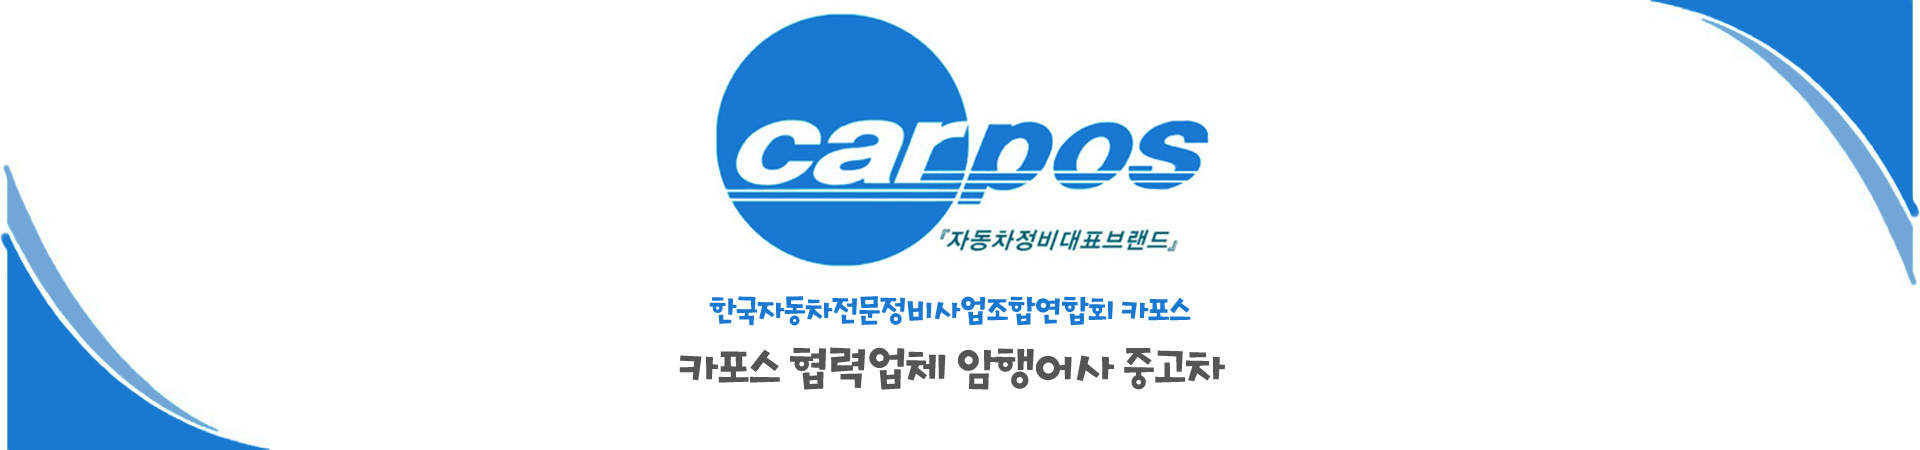 carpos
『자동차정비대표브랜드』
한국자동차전문정비사업조합연합회 카포스
카포스 협력업체 암행어사 중고차